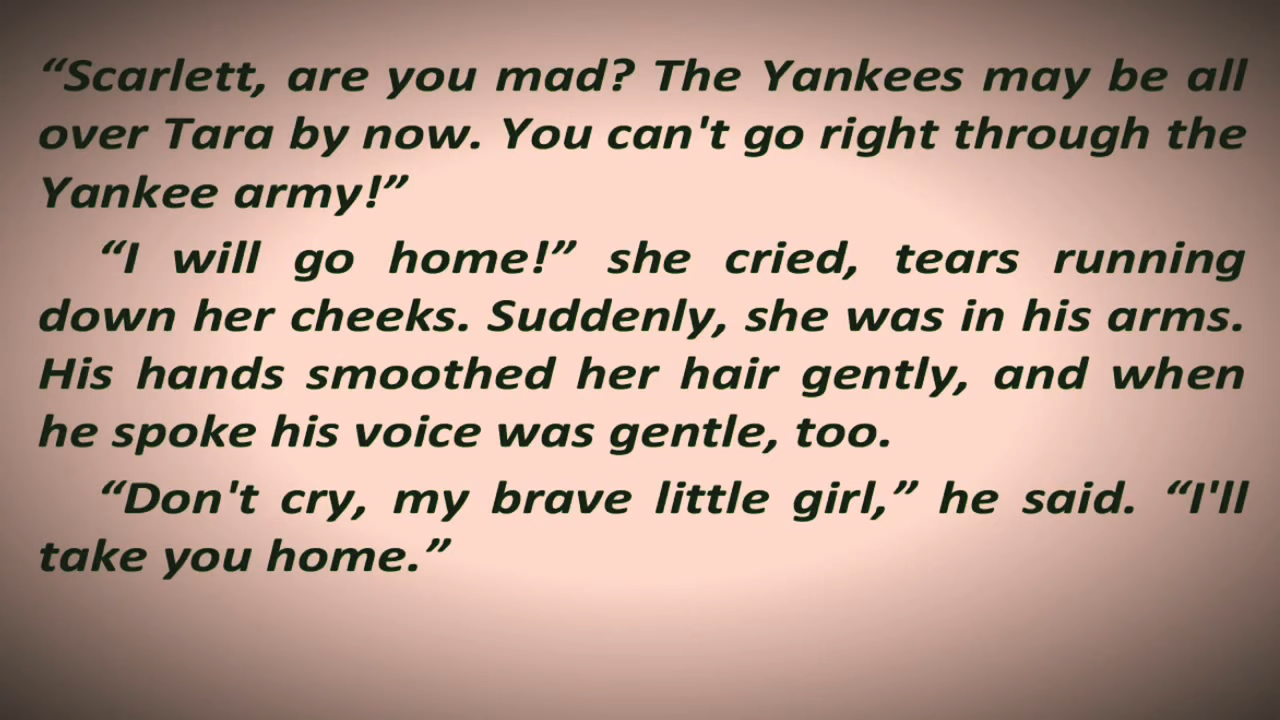 “Scarlett, are you mad? The Yankees may be all
over Tara by now. You can't go right through the
Yankee army!”
“I will go home!” she cried, tears running
down her cheeks. Suddenly, she was in his arms.
His hands smoothed her hair gently, and when
he spoke his voice was gentle, too.
“Don't cry, my brave little girl,” he said. “I'll
take you home.”